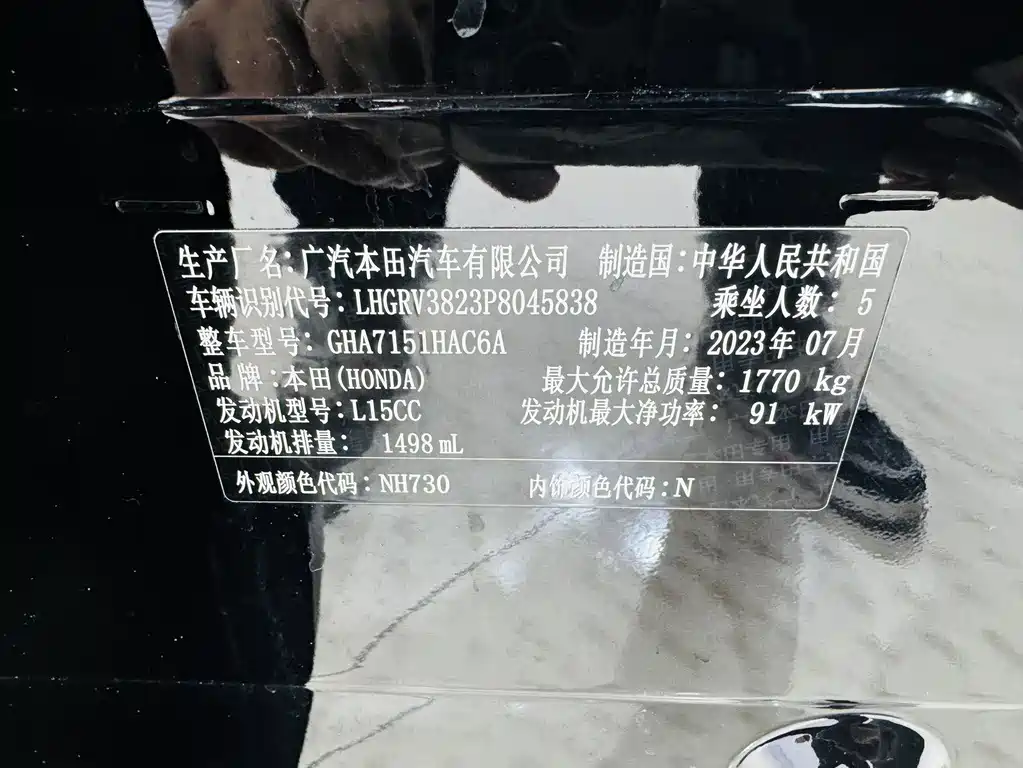 生产厂名：广汽本田汽车有限公司 制造国：中华人民共和国
车辆识别代号：LHGRV3823P8045838 乘坐人数：5
整车型号：GHA7151HAC6A 制造年月：2023年07月
品牌：本田(HONDA) 最大允许总质量：1770 kg
发动机型号：L15CC 发动机最大净功率：91 kW
发动机排量：1498 mL
外观颜色代码：NH730 内饰颜色代码：N